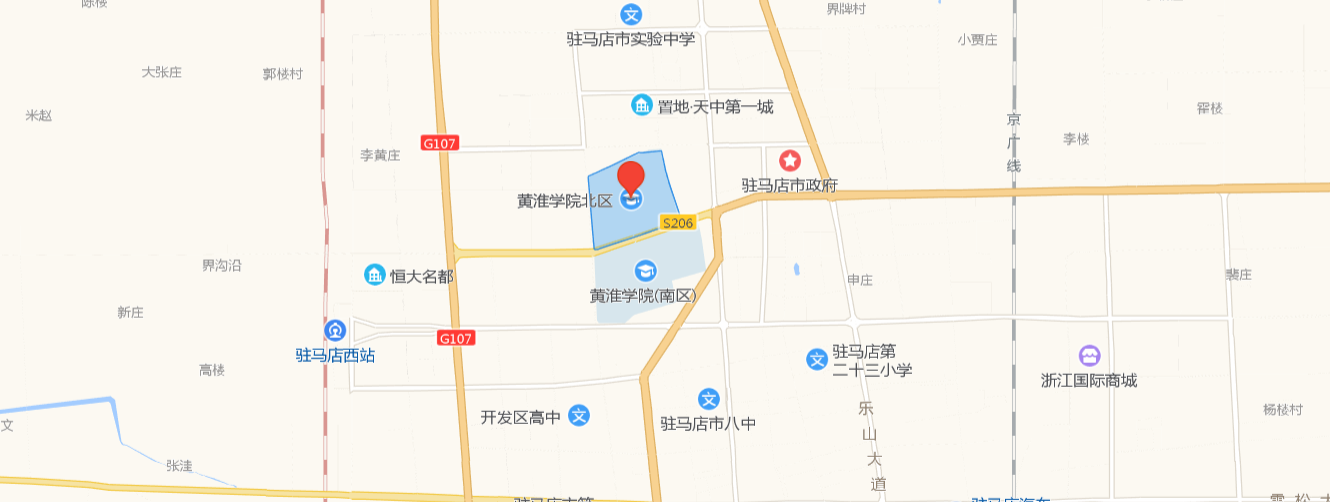 陈楼
界牌村
驻马店市实验中学
小贾庄
大张庄
郭楼村
置地·天中第一城
米赵
霍楼
京广线
李楼
G107
李黄庄
驻马店市政府
黄淮学院北区
S206
界沟沿
恒大名都
黄淮学院(南区)
申庄
裴庄
新庄
驻马店西站
G107
高楼
驻马店第
二十三小学
浙江国际商城
开发区高中
驻马店市八中
乐山大道
杨楼村
文
张洼